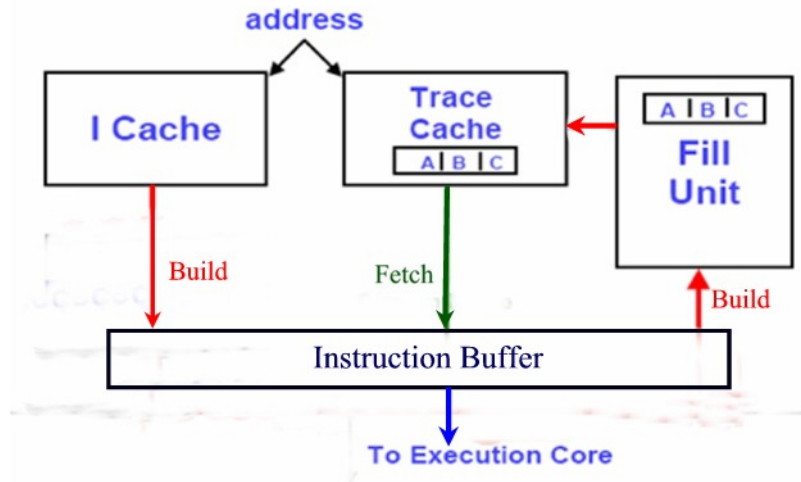 address
I Cache
Trace
Cache
A | B | C
A | B | C
Fill
Unit
Build
Fetch
Build
Instruction Buffer
To Execution Core